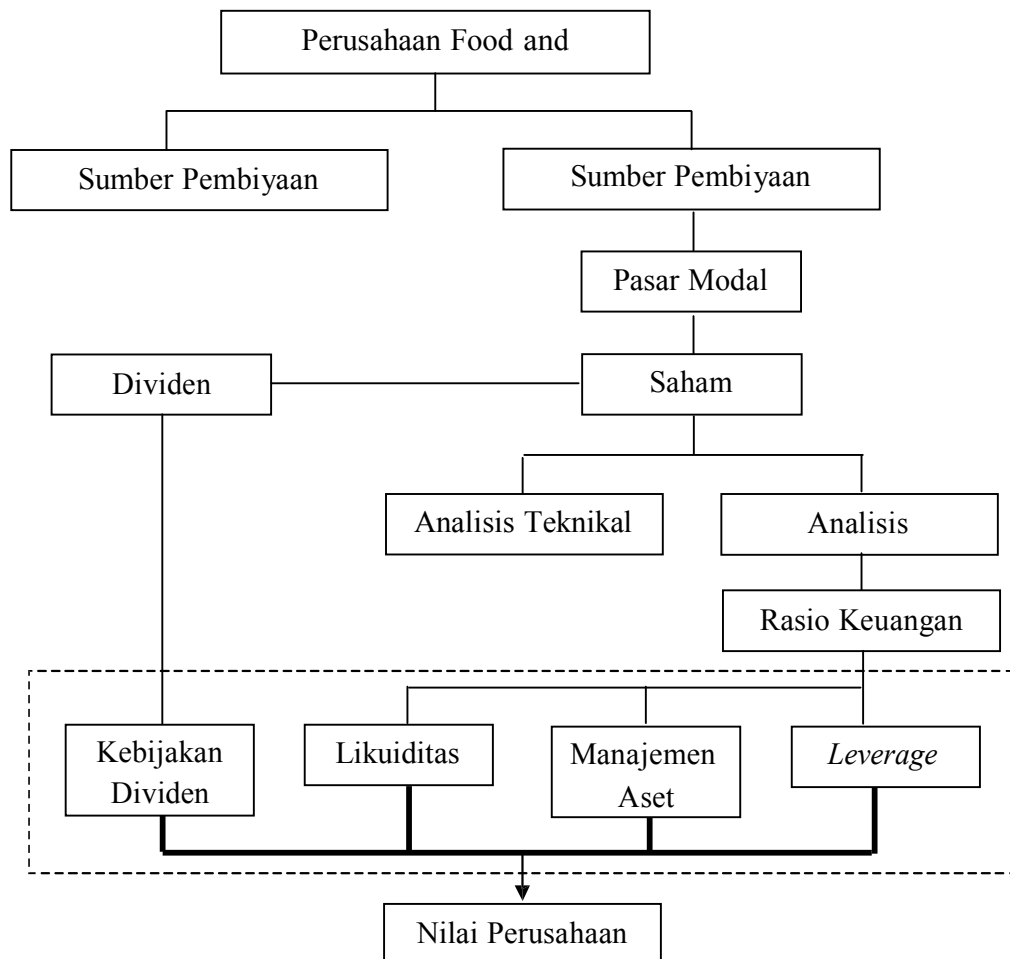 Perusahaan Food and
Sumber Pembiyaan
Sumber Pembiyaan
Pasar Modal
Dividen
Saham
Analisis Teknikal
Analisis
Rasio Keuangan
Kebijakan
Dividen
Likuiditas
Manajemen
Aset
Leverage
Nilai Perusahaan